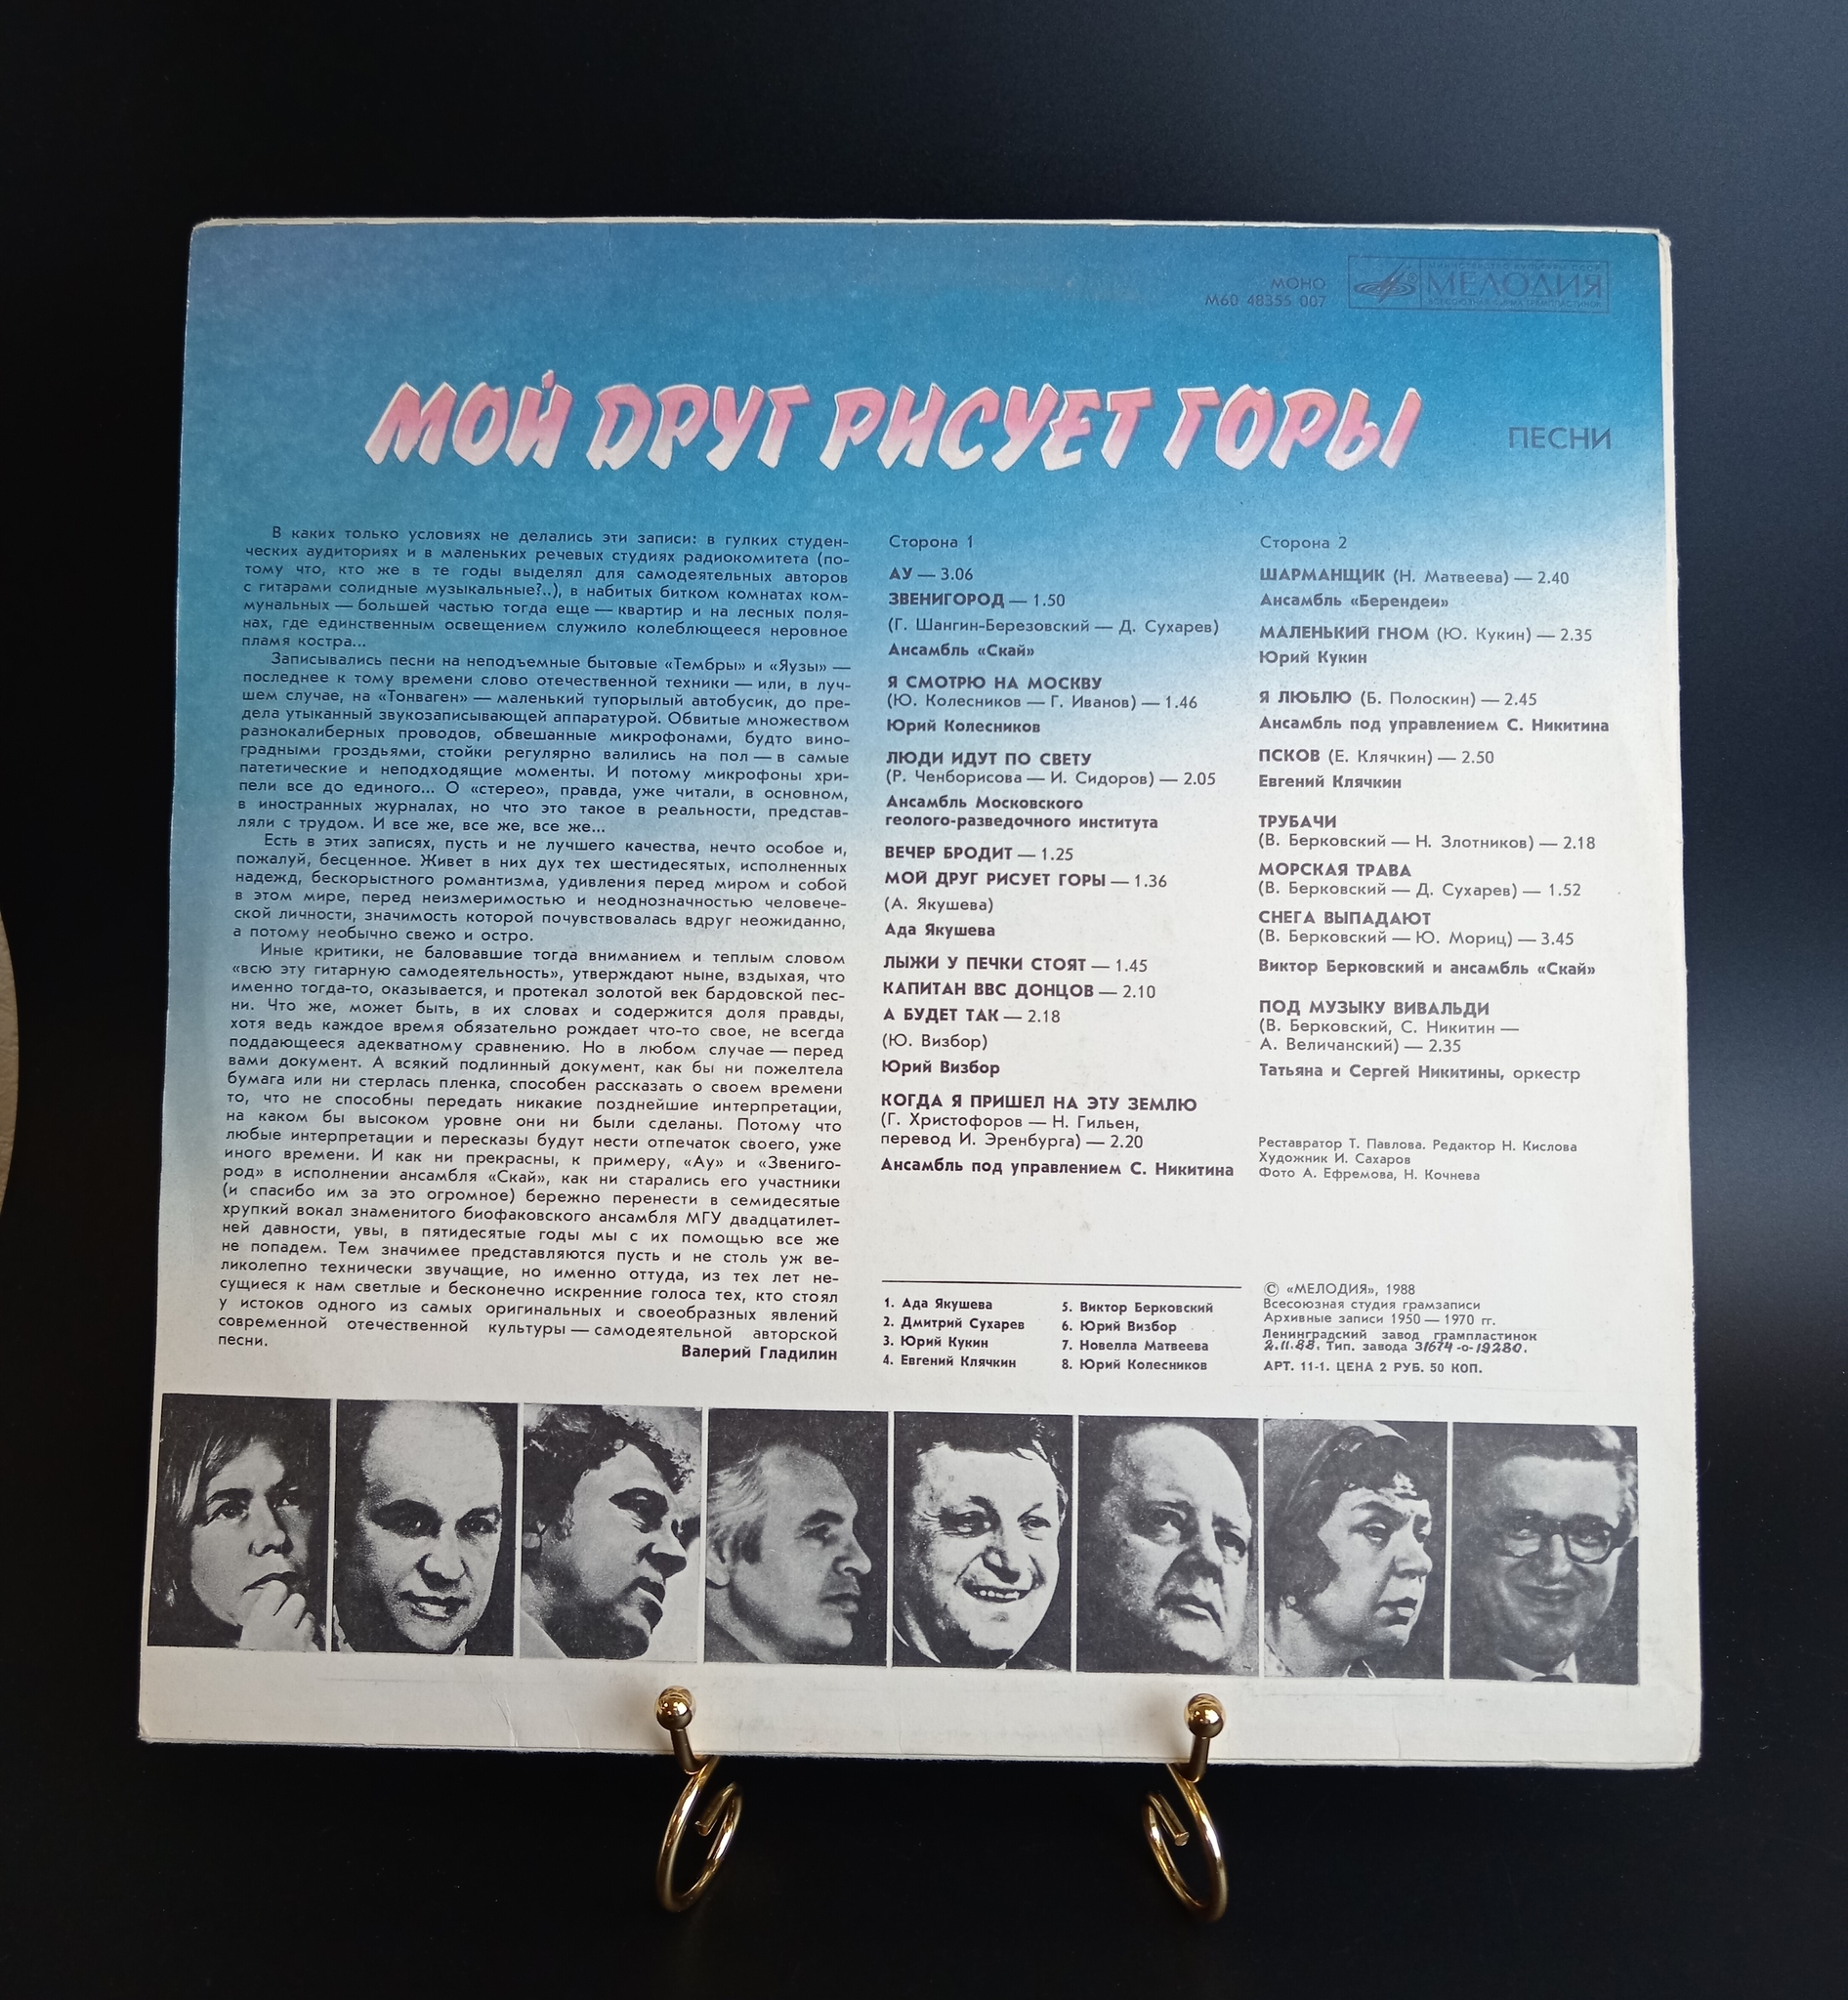 МОНО
М60 48355 007
МИНИСТЕРСТВО КУЛЬТУРЫ СССР
МЕЛОДИЯ
ВСЕСОЮЗНАЯ ФИРМА ГРАМПЛАСТИНОК
МОЙ ДРУГ РИСУЕТ ГОРЫ
ПЕСНИ
В каких только условиях не делались эти записи: в гулких студен-
ческих аудиториях и в маленьких речевых студиях радиокомитета (по-
тому что, кто же в те годы выделял для самодеятельных авторов
с гитарами солидные музыкальные?..), в набитых битком комнатах ком-
мунальных — большей частью тогда еще — квартир и на лесных поля-
нах, где единственным освещением служило колеблющееся неровное
пламя костра...
Записывались песни на неподъемные бытовые «Тембры» и «Яузы» —
последнее к тому времени слово отечественной техники — или, в луч-
шем случае, на «Тонваген» — маленький тупорылый автобусик, до пре-
дела утыканный звукозаписывающей аппаратурой. Обвитые множеством
разнокалиберных проводов, обвешанные микрофонами, будто вино-
градными гроздьями, стойки регулярно валились на пол — в самые
патетические и неподходящие моменты. И потому микрофоны хри-
пели все до единого... О «стерео», правда, уже читали, в основном,
в иностранных журналах, но что это такое в реальности, представ-
ляли с трудом. И все же, все же, все же...
Есть в этих записях, пусть и не лучшего качества, нечто особое и,
пожалуй, бесценное. Живет в них дух тех шестидесятых, исполненных
надежд, бескорыстного романтизма, удивления перед миром и собой
в этом мире, перед неизмеримостью и неоднозначностью человече-
ской личности, значимость которой почувствовалась вдруг неожиданно,
а потому необычно свежо и остро.
Иные критики, не баловавшие тогда вниманием и теплым словом
«всю эту гитарную самодеятельность», утверждают ныне, вздыхая, что
именно тогда-то, оказывается, и протекал золотой век бардовской пес-
ни. Что же, может быть, в их словах и содержится доля правды,
хотя ведь каждое время обязательно рождает что-то свое, не всегда
поддающееся адекватному сравнению. Но в любом случае — перед
вами документ. А всякий подлинный документ, как бы ни пожелтела
бумага или ни стерлась пленка, способен рассказать о своем времени
то, что не способны передать никакие позднейшие интерпретации,
на каком бы высоком уровне они ни были сделаны. Потому что
любые интерпретации и пересказы будут нести отпечаток своего, уже
иного времени. И как ни прекрасны, к примеру, «Ау» и «Звениго-
род» в исполнении ансамбля «Скай», как ни старались его участники
(и спасибо им за это огромное) бережно перенести в семидесятые
хрупкий вокал знаменитого биофаковского ансамбля МГУ двадцатилет-
ней давности, увы, в пятидесятые годы мы с их помощью все же
не попадем. Тем значимее представляются пусть и не столь уж ве-
ликолепно технически звучащие, но именно оттуда, из тех лет не-
сущиеся к нам светлые и бесконечно искренние голоса тех, кто стоял
у истоков одного из самых оригинальных и своеобразных явлений
современной отечественной культуры — самодеятельной авторской
песни.
Валерий Гладилин
Сторона 1
АУ — 3.06
ЗВЕНИГОРОД — 1.50
(Г. Шангин-Березовский — Д. Сухарев)
Ансамбль «Скай»
Я СМОТРЮ НА МОСКВУ
(Ю. Колесников — Г. Иванов) — 1.46
Юрий Колесников
ЛЮДИ ИДУТ ПО СВЕТУ
(Р. Ченборисова — И. Сидоров) — 2.05
Ансамбль Московского
геолого-разведочного института
ВЕЧЕР БРОДИТ — 1.25
МОЙ ДРУГ РИСУЕТ ГОРЫ — 1.36
(А. Якушева)
Ада Якушева
ЛЫЖИ У ПЕЧКИ СТОЯТ — 1.45
КАПИТАН ВВС ДОНЦОВ — 2.10
А БУДЕТ ТАК — 2.18
(Ю. Визбор)
Юрий Визбор
КОГДА Я ПРИШЕЛ НА ЭТУ ЗЕМЛЮ
(Г. Христофоров — Н. Гильен,
перевод И. Эренбурга) — 2.20
Ансамбль под управлением С. Никитина
Сторона 2
ШАРМАНЩИК (Н. Матвеева) — 2.40
Ансамбль «Берендеи»
МАЛЕНЬКИЙ ГНОМ (Ю. Кукин) — 2.35
Юрий Кукин
Я ЛЮБЛЮ (Б. Полоскин) — 2.45
Ансамбль под управлением С. Никитина
ПСКОВ (Е. Клячкин) — 2.50
Евгений Клячкин
ТРУБАЧИ
(В. Берковский — Н. Злотников) — 2.18
МОРСКАЯ ТРАВА
(В. Берковский — Д. Сухарев) — 1.52
СНЕГА ВЫПАДАЮТ
(В. Берковский — Ю. Мориц) — 3.45
Виктор Берковский и ансамбль «Скай»
ПОД МУЗЫКУ ВИВАЛЬДИ
(В. Берковский, С. Никитин —
А. Величанский) — 2.35
Татьяна и Сергей Никитины, оркестр
Реставратор Т. Павлова. Редактор Н. Кислова
Художник И. Сахаров
Фото А. Ефремова, Н. Кочнева
1. Ада Якушева
2. Дмитрий Сухарев
3. Юрий Кукин
4. Евгений Клячкин
5. Виктор Берковский
6. Юрий Визбор
7. Новелла Матвеева
8. Юрий Колесников
© «МЕЛОДИЯ», 1988
Всесоюзная студия грамзаписи
Архивные записи 1950 — 1970 гг.
Ленинградский завод грампластинок
2.11.88. Тип. завода 31674-о-19280.
АРТ. 11-1. ЦЕНА 2 РУБ. 50 КОП.